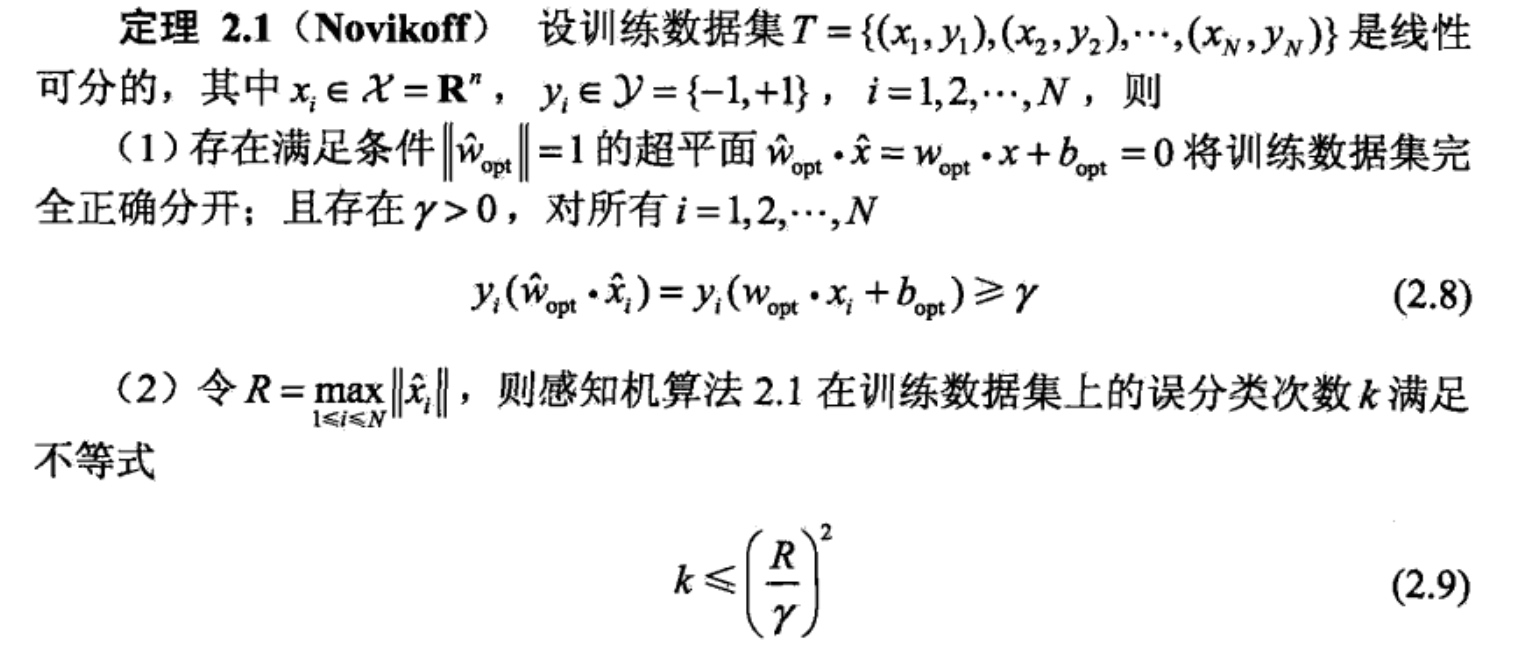 定理 2.1（Novikoff） 设训练数据集 T = {(x₁, y₁), (x₂, y₂), ⋯, (x_N, y_N)} 是线性
可分的，其中 xᵢ ∈ 𝒳 = Rⁿ， yᵢ ∈ 𝒴 = {−1, +1}， i = 1, 2, ⋯, N ，则
（1）存在满足条件 ‖ŵ_opt‖ = 1 的超平面 ŵ_opt • x̂ = w_opt • x + b_opt = 0 将训练数据集完
全正确分开；且存在 γ > 0，对所有 i = 1, 2, ⋯, N
yᵢ(ŵ_opt • x̂ᵢ) = yᵢ(w_opt • xᵢ + b_opt) ⩾ γ (2.8)
（2）令 R = max_{1⩽i⩽N} ‖x̂ᵢ‖，则感知机算法 2.1 在训练数据集上的误分类次数 k 满足
不等式
k ⩽ (R/γ)² (2.9)